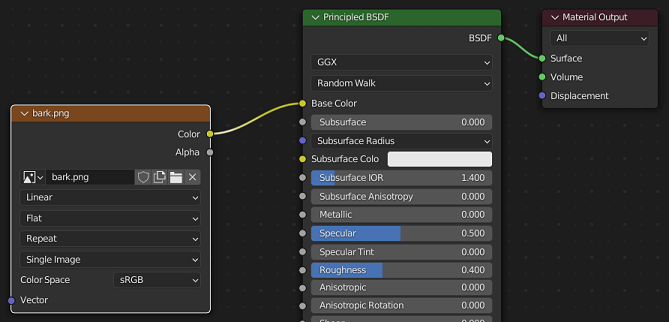 bark.png
Color
Alpha
bark.png
Linear
Flat
Repeat
Single Image
Color Space sRGB
Vector
Principled BSDF
BSDF
GGX
Random Walk
Base Color
Subsurface 0.000
Subsurface Radius
Subsurface Colo
Subsurface IOR 1.400
Subsurface Anisotropy 0.000
Metallic 0.000
Specular 0.500
Specular Tint 0.000
Roughness 0.400
Anisotropic 0.000
Anisotropic Rotation 0.000
Material Output
All
Surface
Volume
Displacement